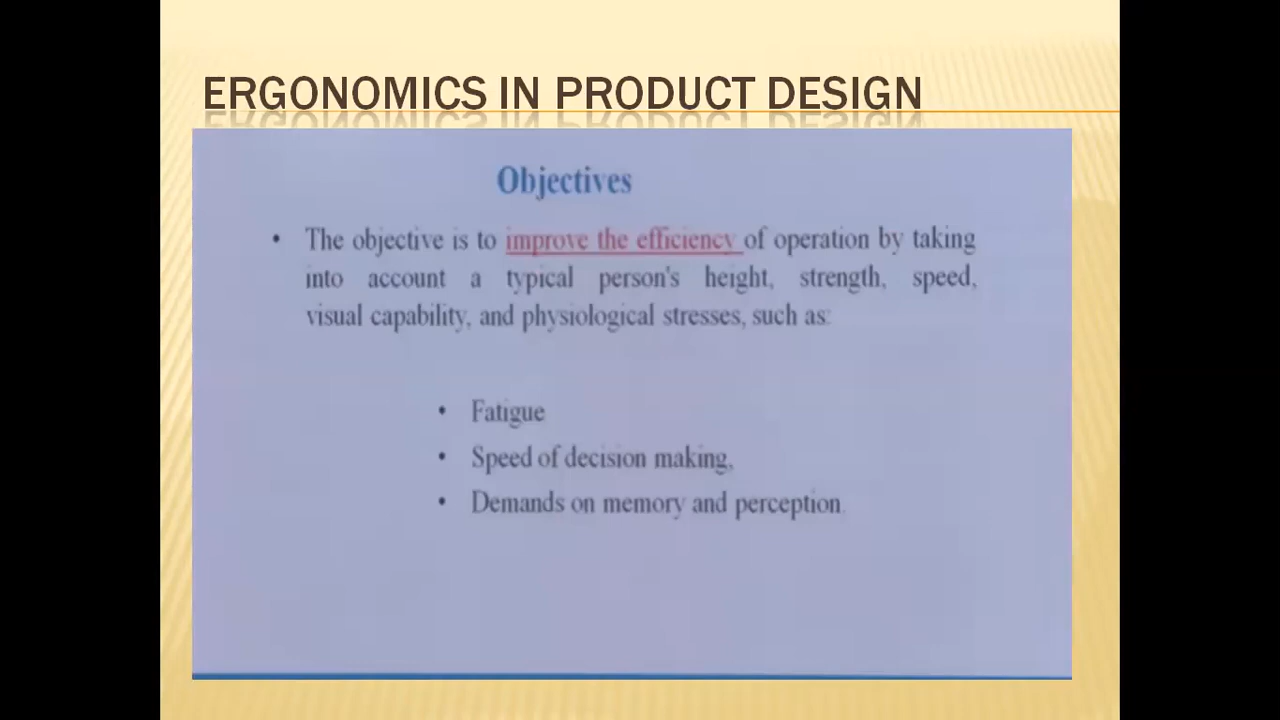 ERGONOMICS IN PRODUCT DESIGN
Objectives
• The objective is to improve the efficiency of operation by taking
into account a typical person's height, strength, speed,
visual capability, and physiological stresses, such as:
• Fatigue
• Speed of decision making,
• Demands on memory and perception.